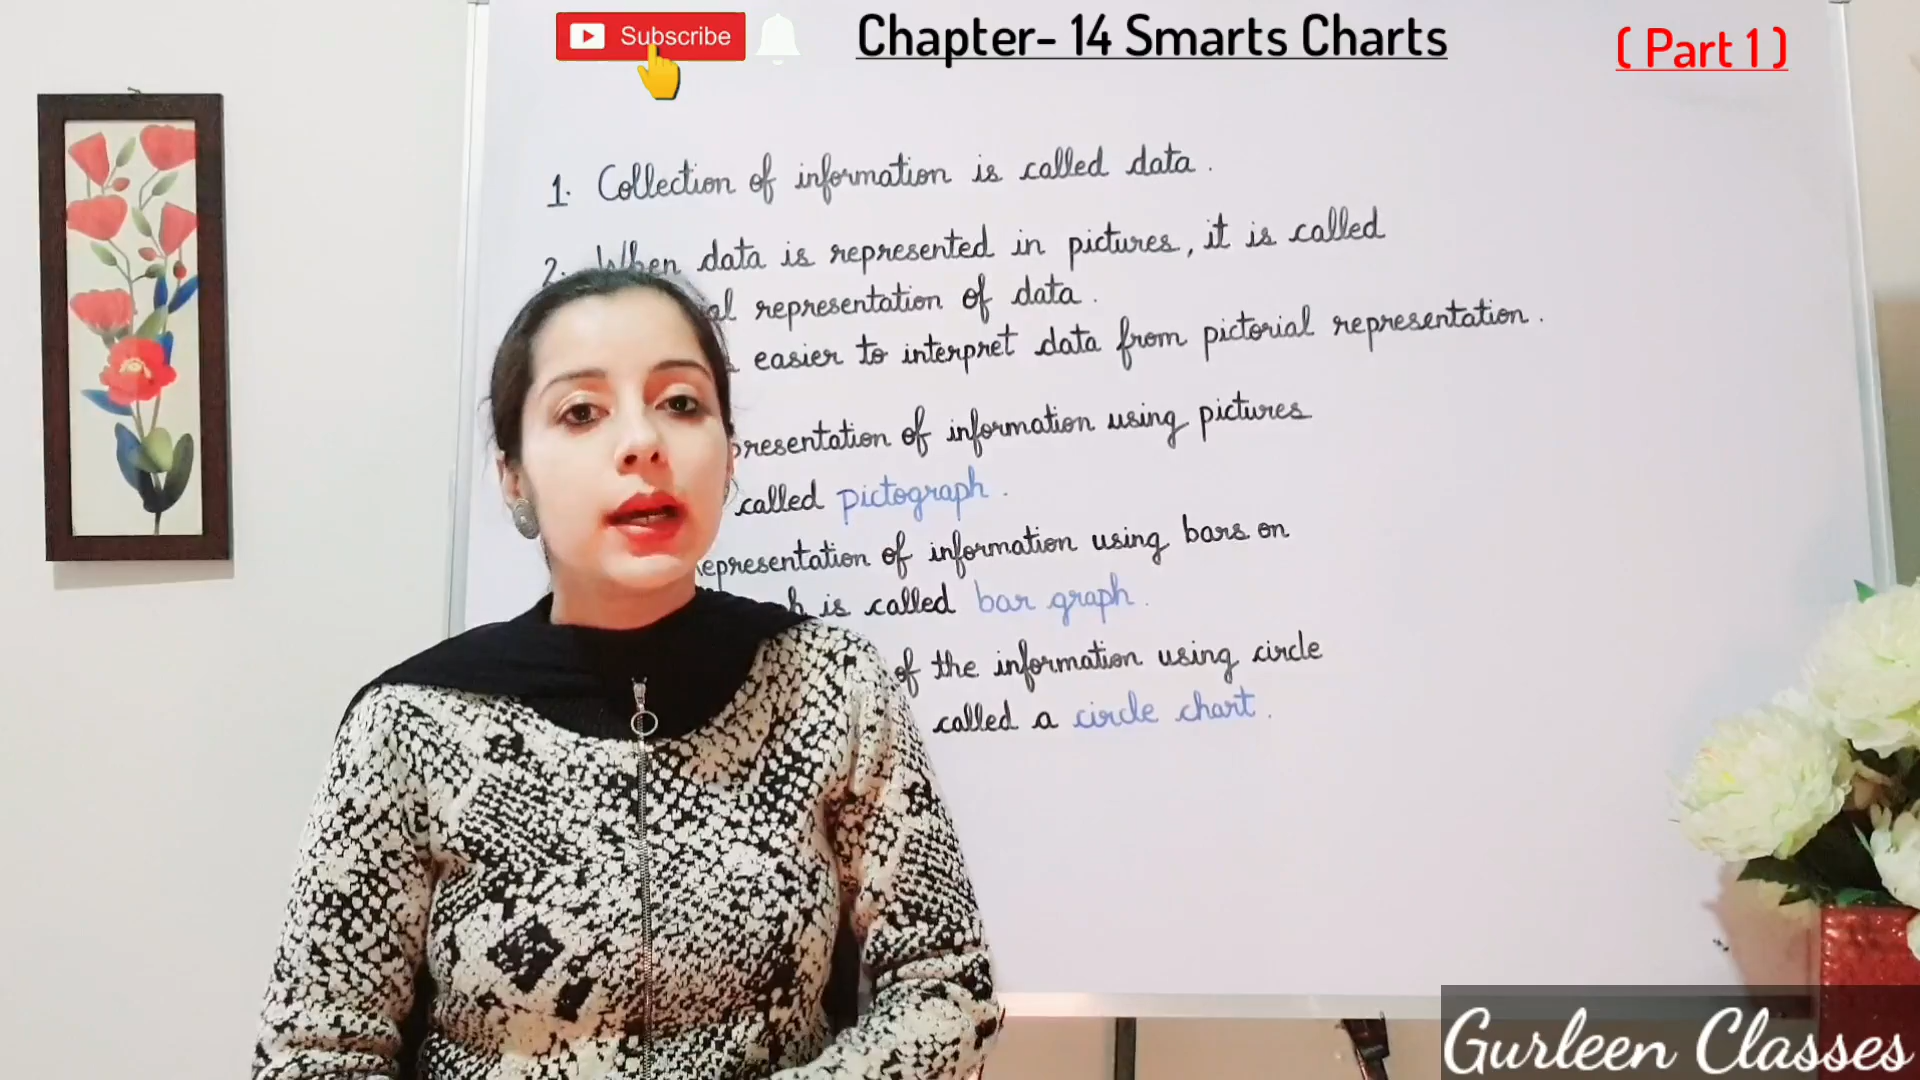 Subscribe
Chapter- 14 Smarts Charts
( Part 1 )
1. Collection of information is called data.
2. When data is represented in pictures, it is called
representation of data.
easier to interpret data from pictorial representation.
of information using pictures
called pictograph.
of information using bars on
is called bar graph.
of the information using circle
called a circle chart.
Gurleen Classes